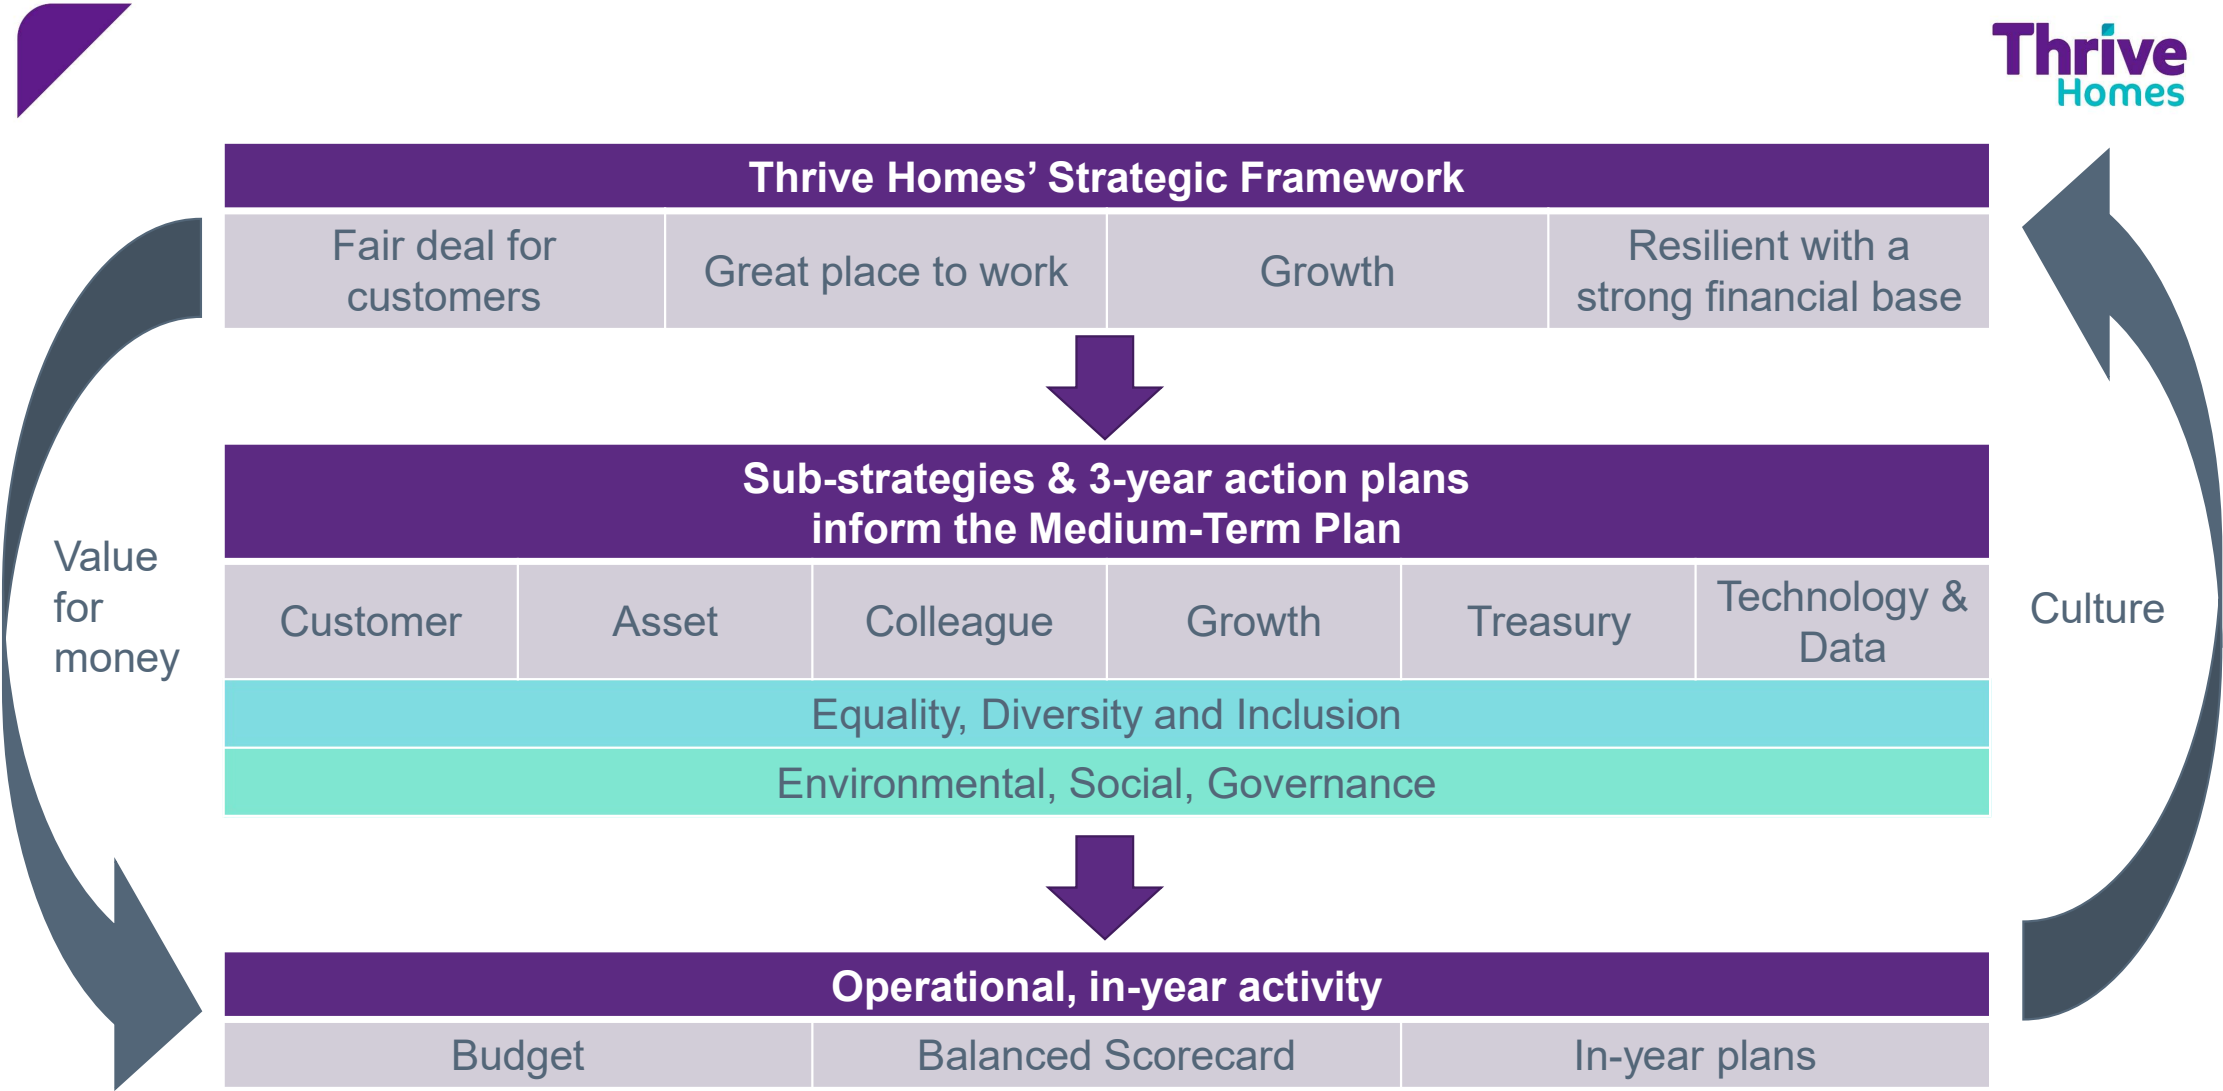 Thrive
Homes
Thrive Homes’ Strategic Framework
Fair deal for
customers
Great place to work
Growth
Resilient with a
strong financial base
Sub-strategies & 3-year action plans
inform the Medium-Term Plan
Value
for
money
Customer
Asset
Colleague
Growth
Treasury
Technology &
Data
Culture
Equality, Diversity and Inclusion
Environmental, Social, Governance
Operational, in-year activity
Budget
Balanced Scorecard
In-year plans